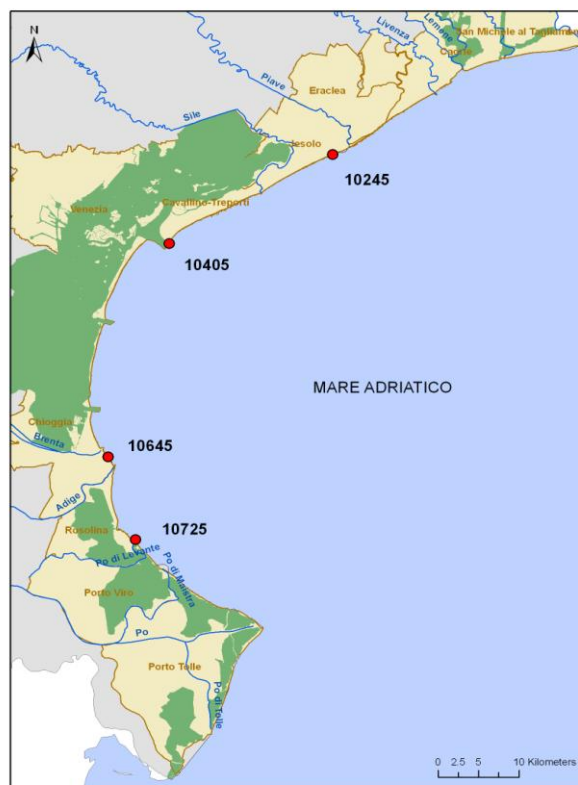 N
Livenza
Lemene
San Michele al Tagliamen
Caorle
Piave
Eraclea
Sile
Jesolo
10245
Cavallino-Treporti
Venezia
10405
MARE ADRIATICO
Chioggia
Brenta
10645
Adige
Rosolina
10725
Po di Levante
Po di Maistra
Porto Viro
Po
Porto Tolle
Po di Tolle
0 2.5 5 10 Kilometers